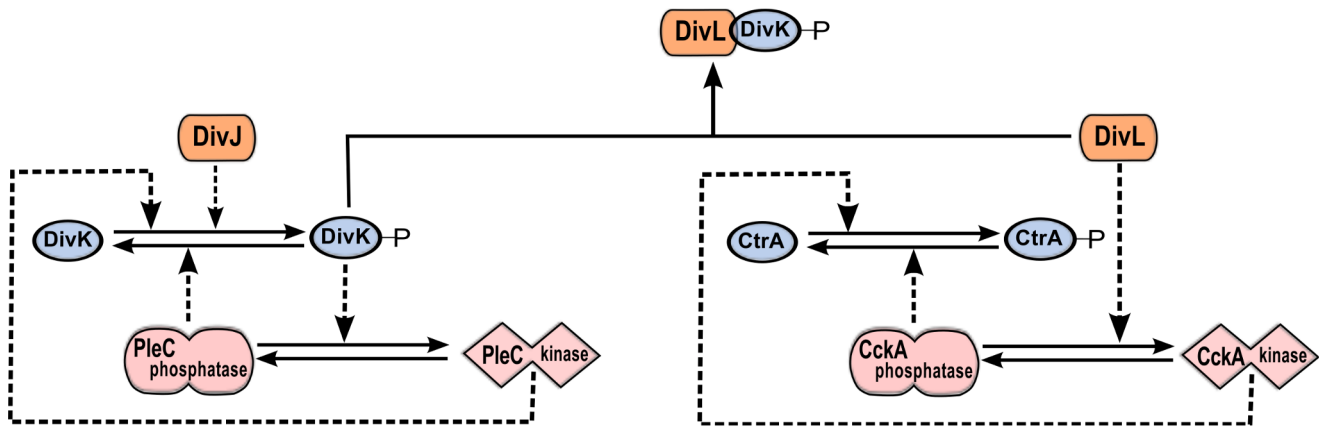 DivL DivK P
DivJ
DivL
DivK
DivK P
CtrA
CtrA P
PleC
phosphatase
PleC kinase
CckA
phosphatase
CckA kinase